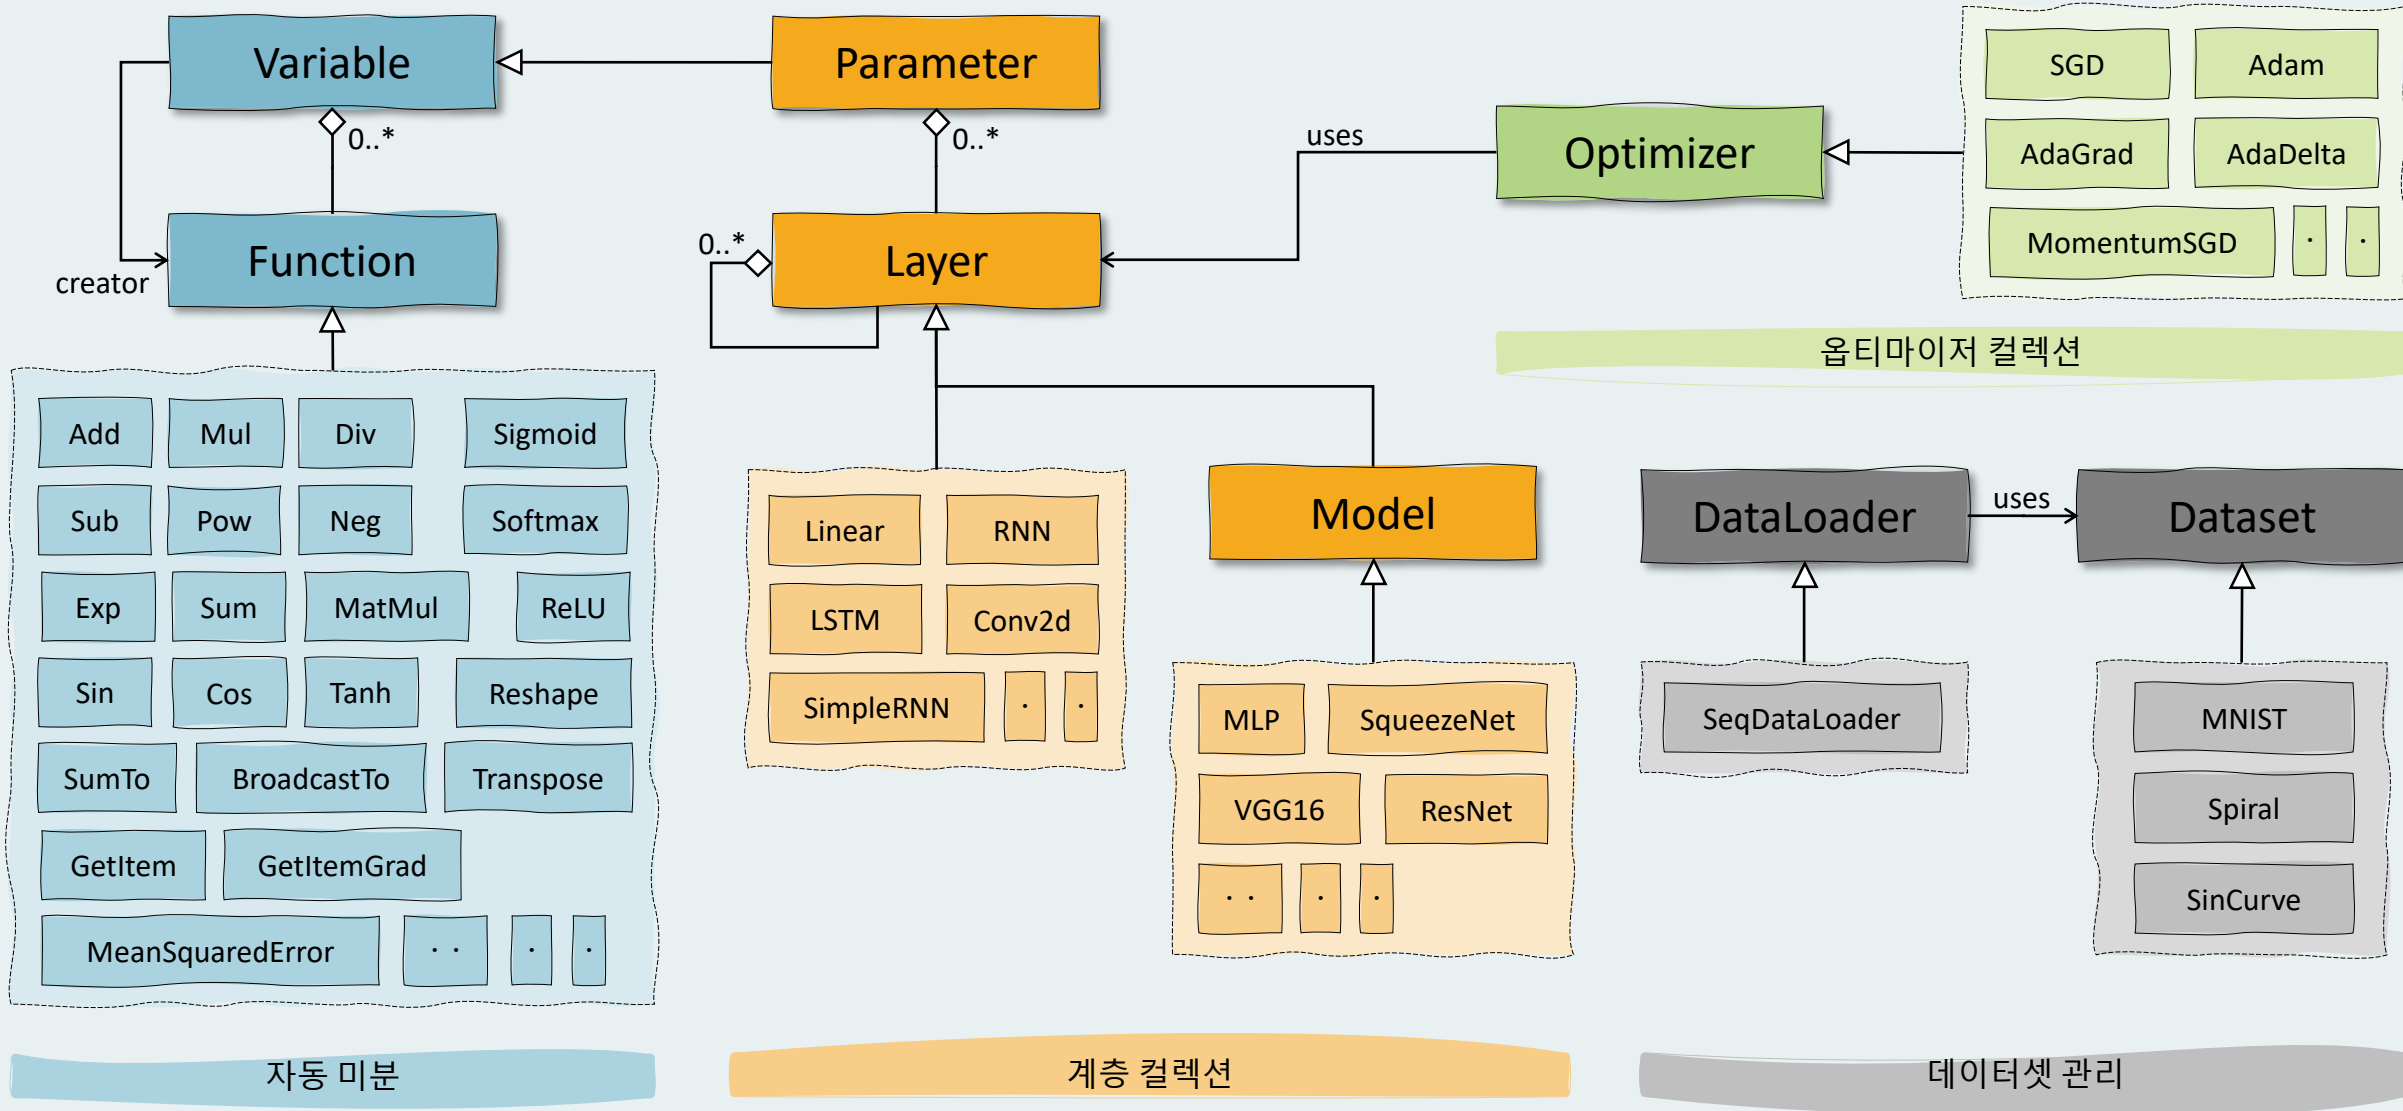 Variable
0..*
Function
creator
Add Mul Div Sigmoid
Sub Pow Neg Softmax
Exp Sum MatMul ReLU
Sin Cos Tanh Reshape
SumTo BroadcastTo Transpose
GetItem GetItemGrad
MeanSquaredError · · · ·
자동 미분
Parameter
0..*
Layer
0..*
Linear RNN
LSTM Conv2d
SimpleRNN · ·
Model
MLP SqueezeNet
VGG16 ResNet
· · · ·
계층 컬렉션
uses
Optimizer
SGD Adam
AdaGrad AdaDelta
MomentumSGD · ·
옵티마이저 컬렉션
DataLoader uses Dataset
SeqDataLoader
MNIST
Spiral
SinCurve
데이터셋 관리